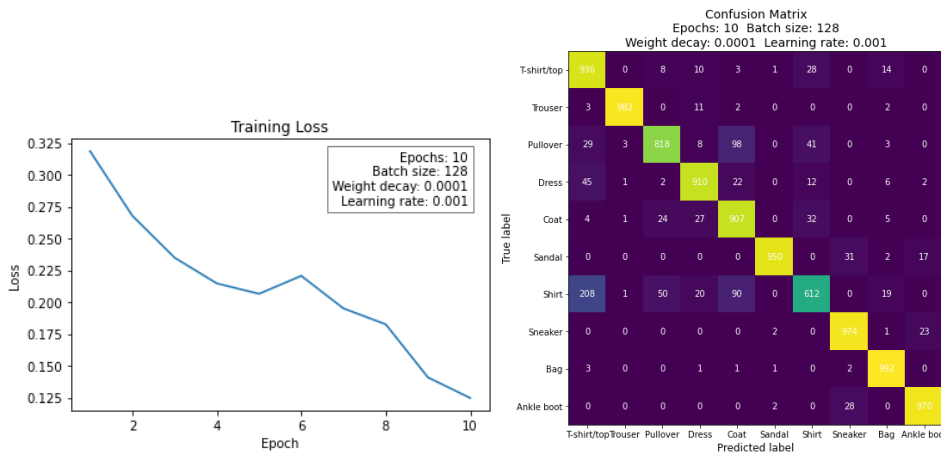 Training Loss
Epochs: 10
Batch size: 128
Weight decay: 0.0001
Learning rate: 0.001
0.325
0.300
0.275
0.250
0.225
0.200
0.175
0.150
0.125
Loss
2 4 6 8 10
Epoch
Confusion Matrix
Epochs: 10 Batch size: 128
Weight decay: 0.0001 Learning rate: 0.001
True label
T-shirt/top 936 0 8 10 3 1 28 0 14 0
Trouser 3 982 0 11 2 0 0 0 2 0
Pullover 29 3 818 8 98 0 41 0 3 0
Dress 45 1 2 910 22 0 12 0 6 2
Coat 4 1 24 27 907 0 32 0 5 0
Sandal 0 0 0 0 0 950 0 31 2 17
Shirt 208 1 50 20 90 0 612 0 19 0
Sneaker 0 0 0 0 0 2 0 974 1 23
Bag 3 0 0 1 1 1 0 2 992 0
Ankle boot 0 0 0 0 0 2 0 28 0 970
T-shirt/top Trouser Pullover Dress Coat Sandal Shirt Sneaker Bag Ankle boot
Predicted label